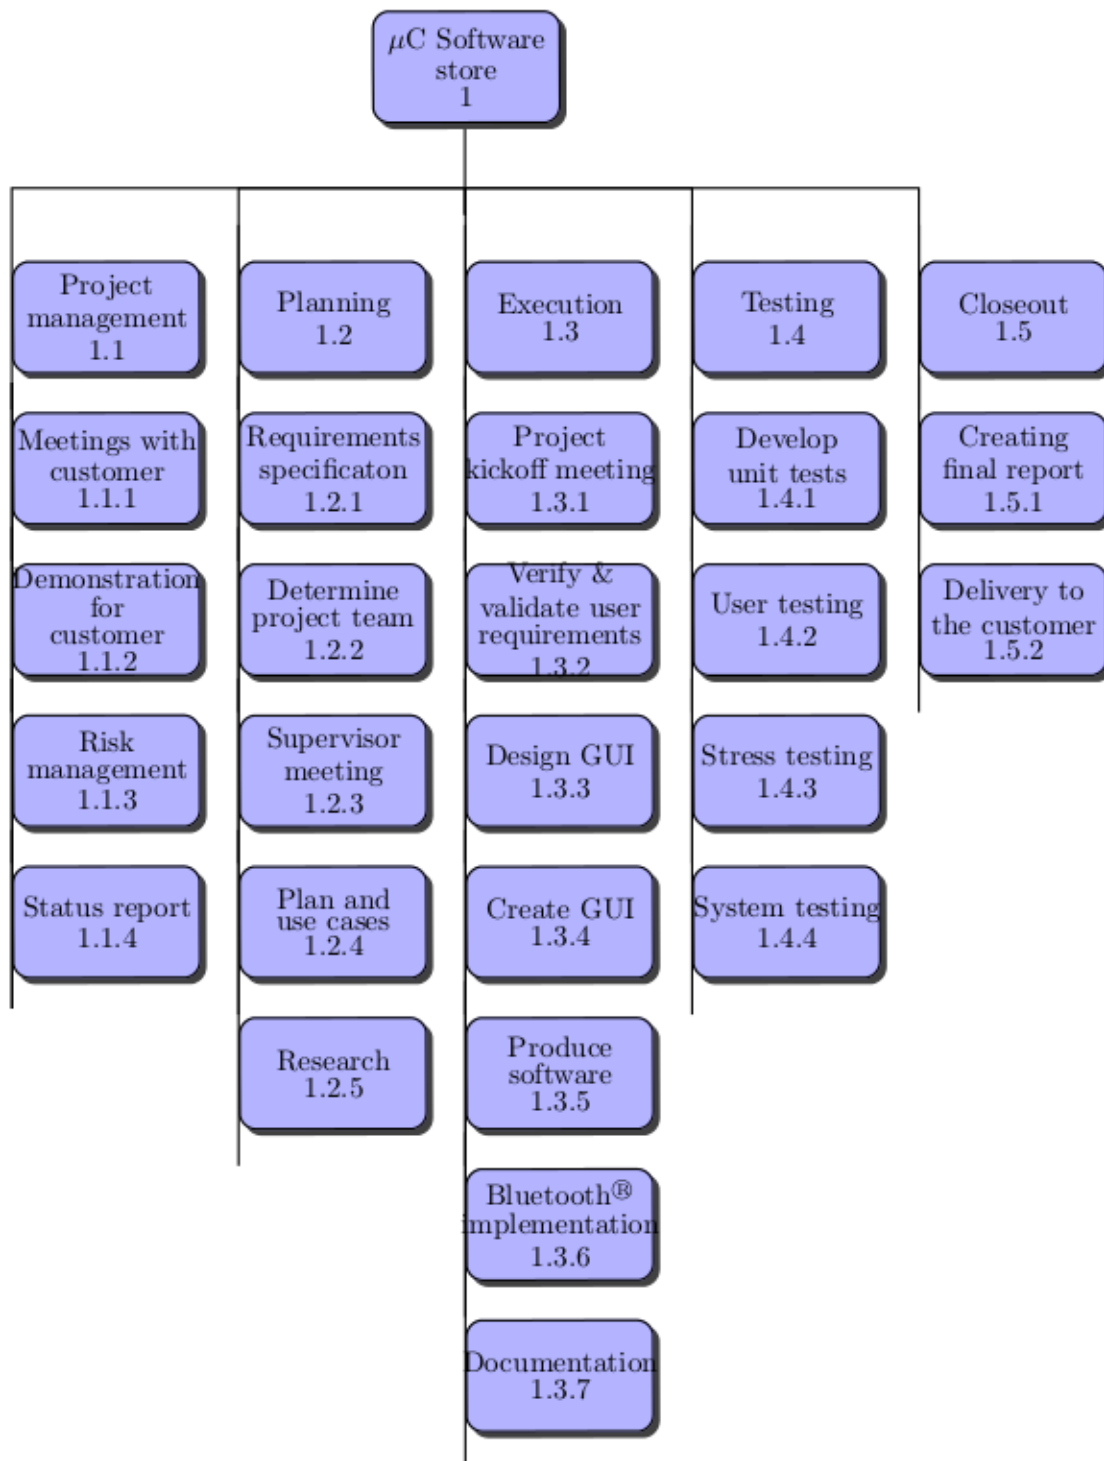 μC Software
store
1
Project
management
1.1
Meetings with
customer
1.1.1
Demonstration
for
customer
1.1.2
Risk
management
1.1.3
Status report
1.1.4
Planning
1.2
Requirements
specificaton
1.2.1
Determine
project team
1.2.2
Supervisor
meeting
1.2.3
Plan and
use cases
1.2.4
Research
1.2.5
Execution
1.3
Project
kickoff meeting
1.3.1
Verify &
validate user
requirements
1.3.2
Design GUI
1.3.3
Create GUI
1.3.4
Produce
software
1.3.5
Bluetooth®
implementation
1.3.6
Documentation
1.3.7
Testing
1.4
Develop
unit tests
1.4.1
User testing
1.4.2
Stress testing
1.4.3
System testing
1.4.4
Closeout
1.5
Creating
final report
1.5.1
Delivery to
the customer
1.5.2